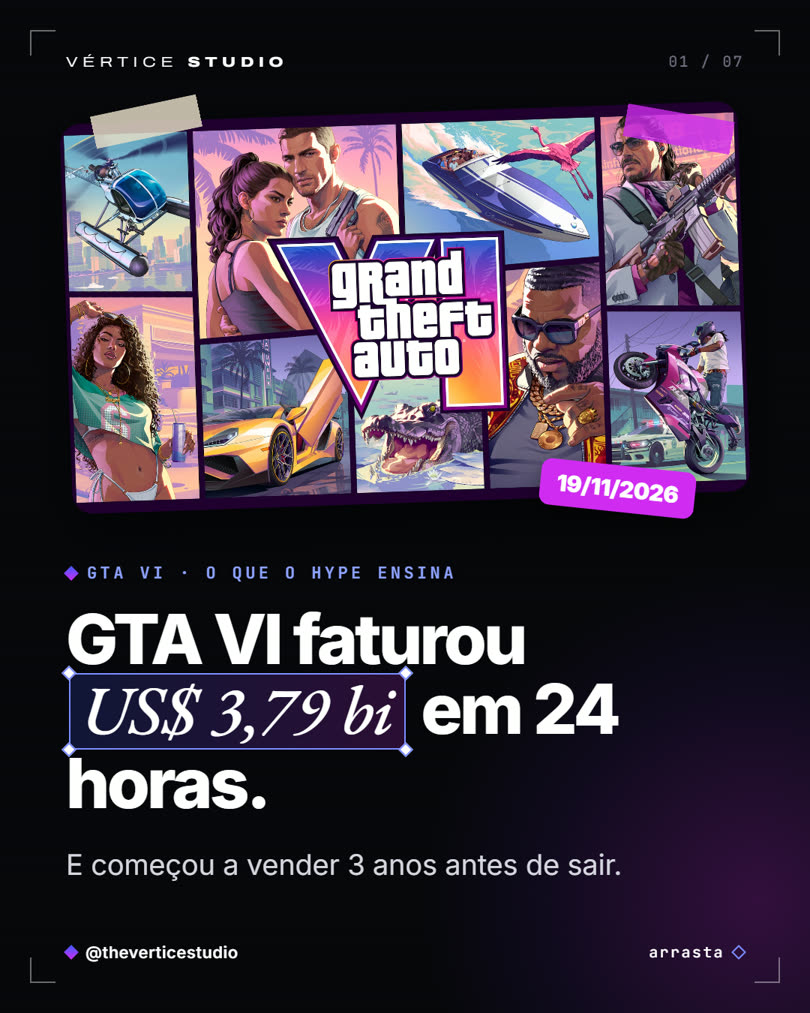 VÉRTICE STUDIO
01 / 07
VI
grand
theft
auto
19/11/2026
GTA VI · O QUE O HYPE ENSINA
GTA VI faturou
US$ 3,79 bi em 24
horas.
E começou a vender 3 anos antes de sair.
@theverticestudio
arrasta